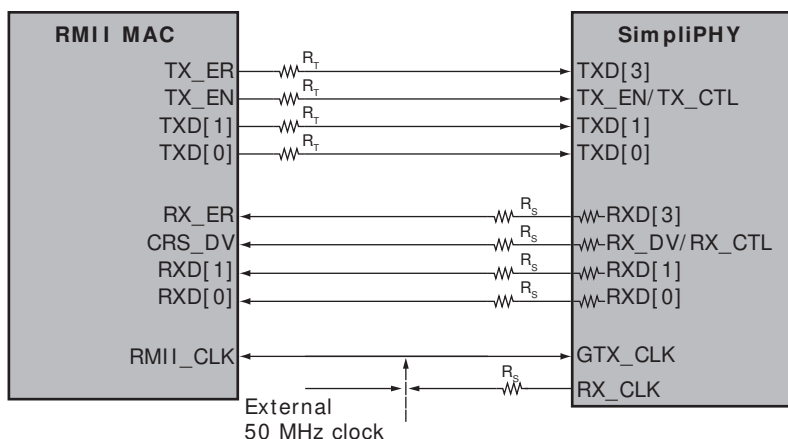 RMII MAC
SimpliPHY
TX_ER R_T TXD[3]
TX_EN R_T TX_EN/TX_CTL
TXD[1] R_T TXD[1]
TXD[0] R_T TXD[0]
RX_ER R_S RXD[3]
CRS_DV R_S RX_DV/RX_CTL
RXD[1] R_S RXD[1]
RXD[0] R_S RXD[0]
RMII_CLK GTX_CLK
R_S RX_CLK
External
50 MHz clock